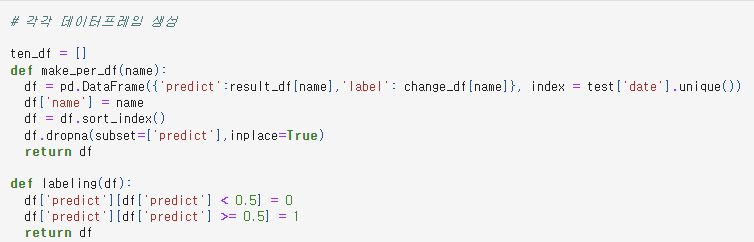 # 각각 데이터프레임 생성
ten_df = []
def make_per_df(name):
  df = pd.DataFrame({'predict':result_df[name],'label': change_df[name]}, index = test['date'].unique())
  df['name'] = name
  df = df.sort_index()
  df.dropna(subset=['predict'],inplace=True)
  return df
def labeling(df):
  df['predict'][df['predict'] < 0.5] = 0
  df['predict'][df['predict'] >= 0.5] = 1
  return df